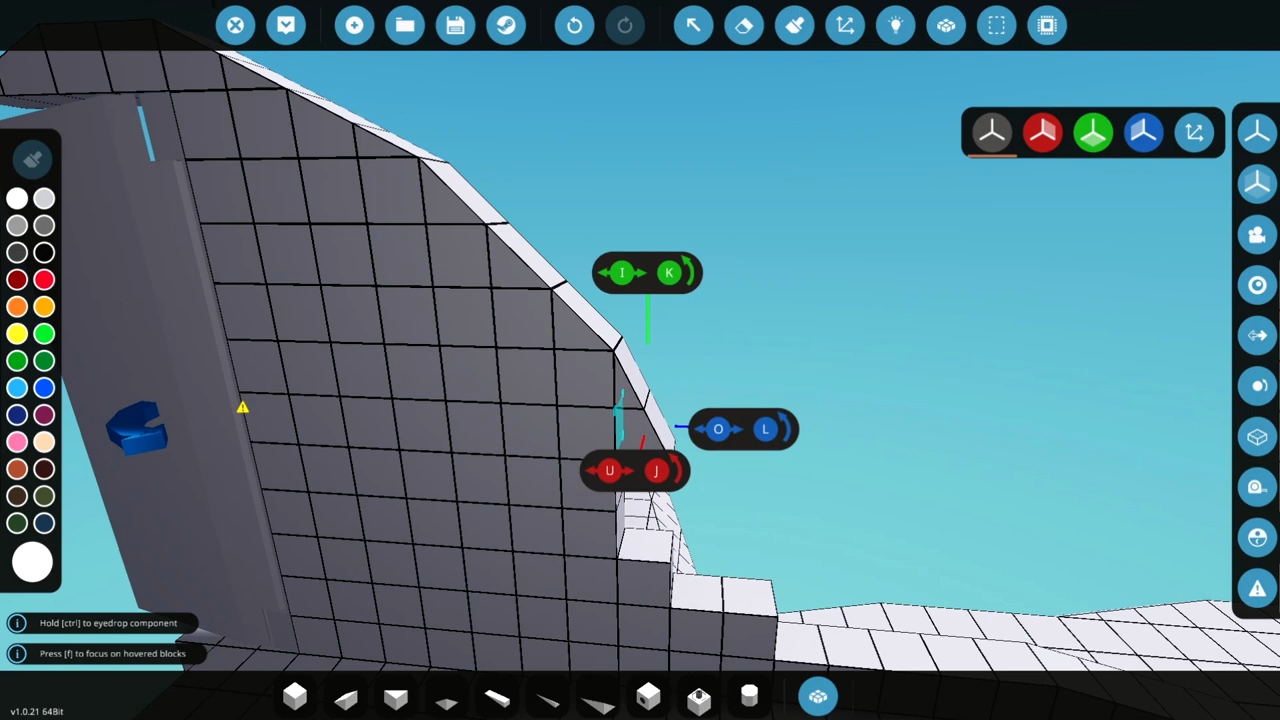 I K
O L
U J
Hold [ctrl] to eyedrop component
Press [f] to focus on hovered blocks
v1.0.21 64Bit